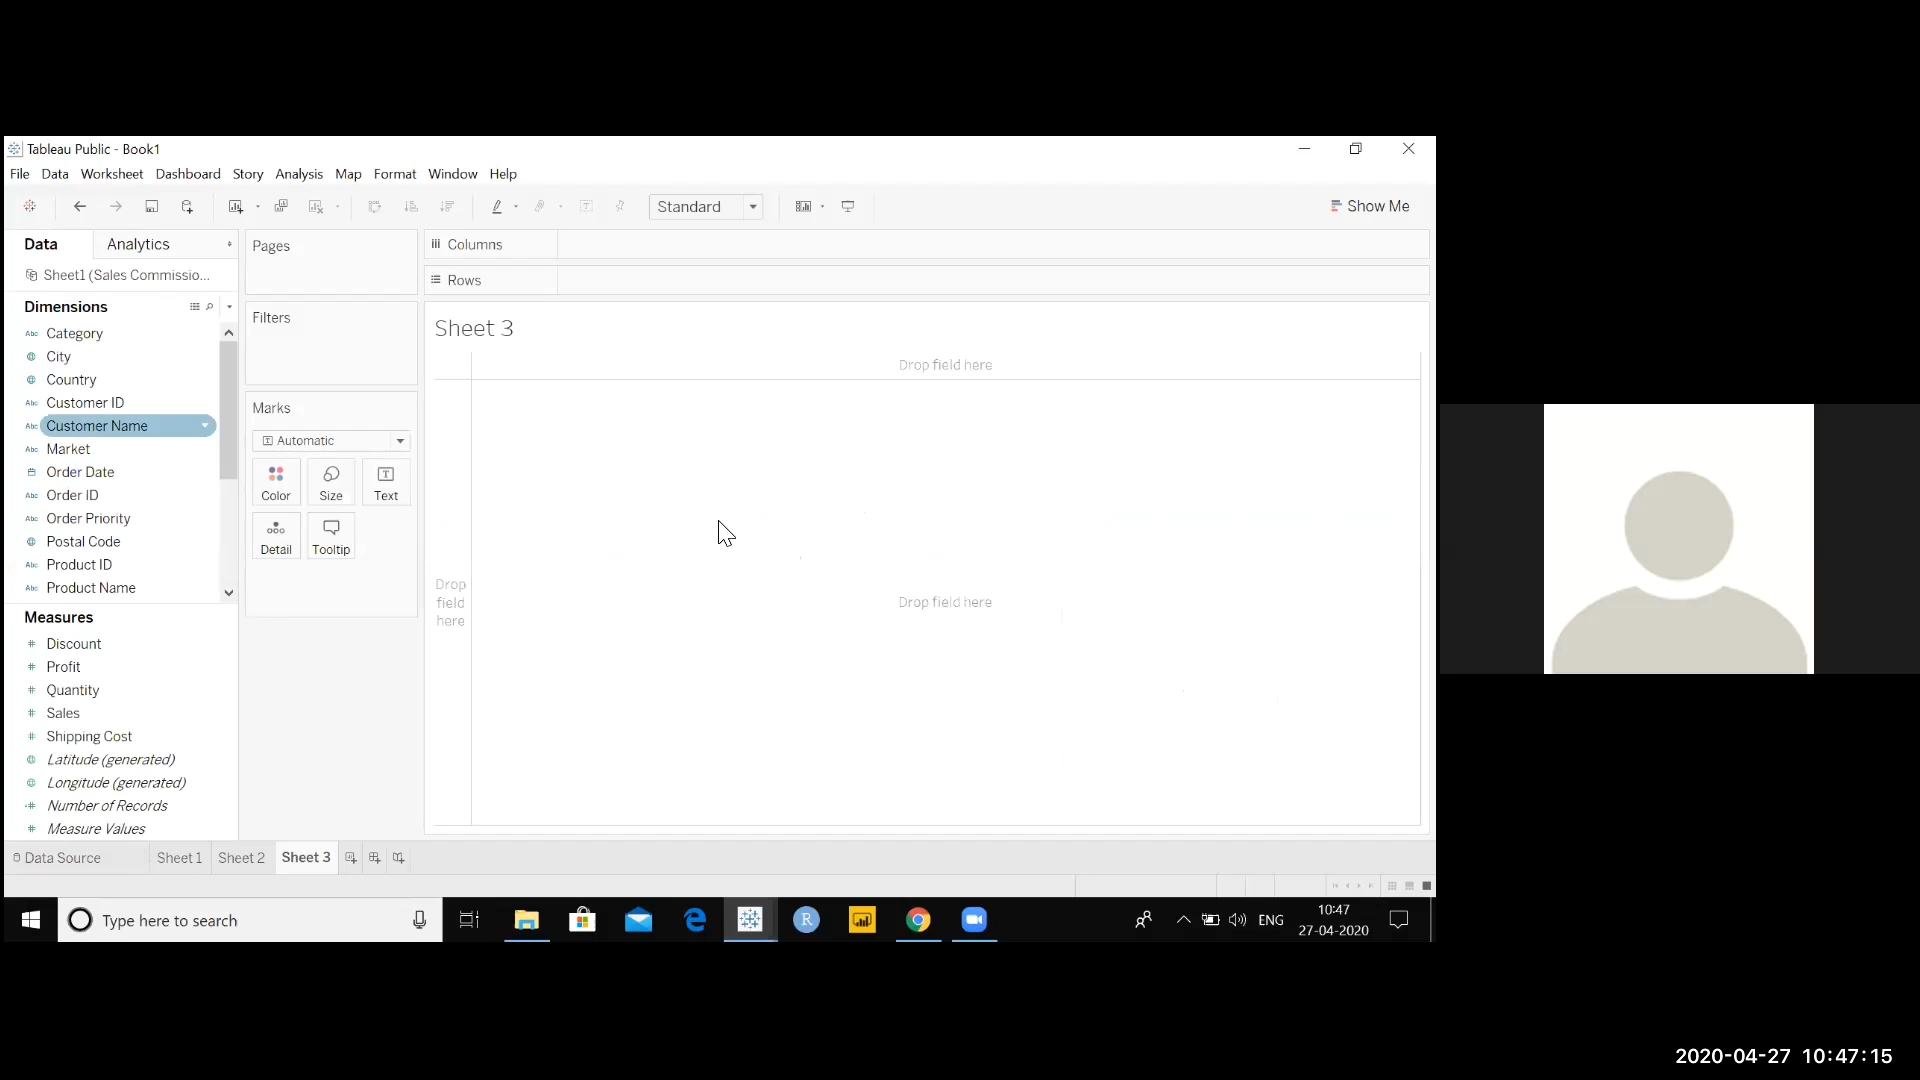 Tableau Public - Book1
File Data Worksheet Dashboard Story Analysis Map Format Window Help
Standard
Show Me
Data Analytics
Sheet1 (Sales Commissio...
Dimensions
Abc Category
City
Country
Abc Customer ID
Abc Customer Name
Abc Market
Order Date
Abc Order ID
Abc Order Priority
Postal Code
Abc Product ID
Abc Product Name
Measures
# Discount
# Profit
# Quantity
# Sales
# Shipping Cost
Latitude (generated)
Longitude (generated)
# Number of Records
# Measure Values
Pages
Filters
Marks
T Automatic
Color Size T Text
Detail Tooltip
Columns
Rows
Sheet 3
Drop field here
Drop
field
here
Drop field here
Data Source Sheet 1 Sheet 2 Sheet 3
Type here to search
R
ENG
10:47
27-04-2020
2020-04-27 10:47:15